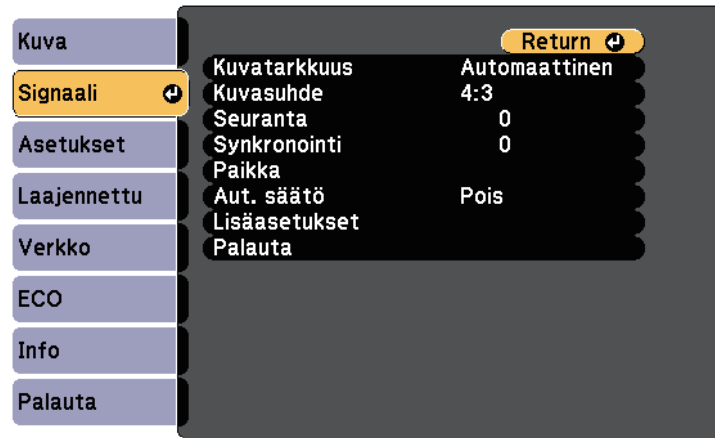 Kuva
Signaali
Asetukset
Laajennettu
Verkko
ECO
Info
Palauta
Return
Kuvatarkkuus Automaattinen
Kuvasuhde 4:3
Seuranta 0
Synkronointi 0
Paikka
Aut. säätö Pois
Lisäasetukset
Palauta